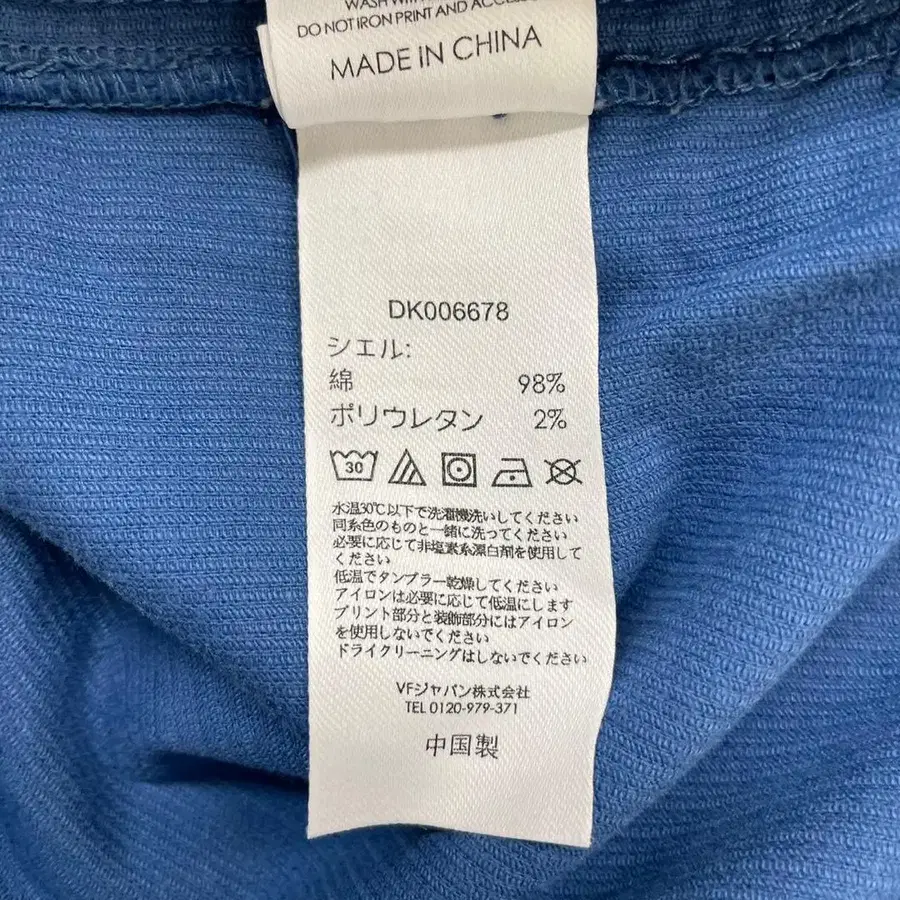 DO NOT IRON PRINT AND
MADE IN CHINA
DK006678
シエル:
綿 98%
ポリウレタン 2%
30
水温30℃以下で洗濯機洗いしてください
同系色のものと一緒に洗ってください
必要に応じて非塩素系漂白剤を使用して
ください
低温でタンブラー乾燥してください
アイロンは必要に応じて低温にします
プリント部分と装飾部分にはアイロン
を使用しないでください
ドライクリーニングはしないでください
VFジャパン株式会社
TEL 0120-979-371
中国製